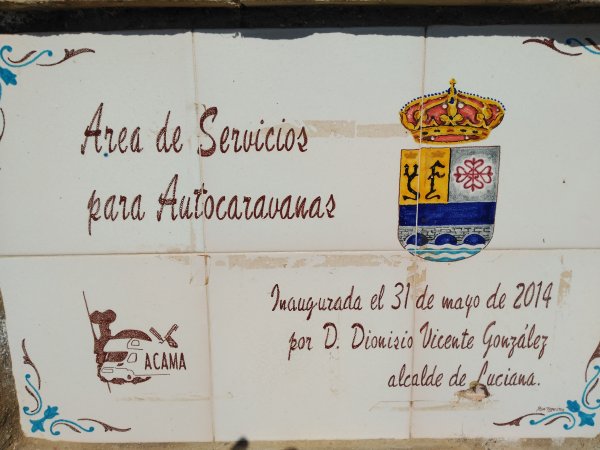 Area de Servicios
para Autocaravanas
Y F
ACAMA
Inaugurada el 31 de mayo de 2014
por D. Dionisio Vicente González
alcalde de Luciana.